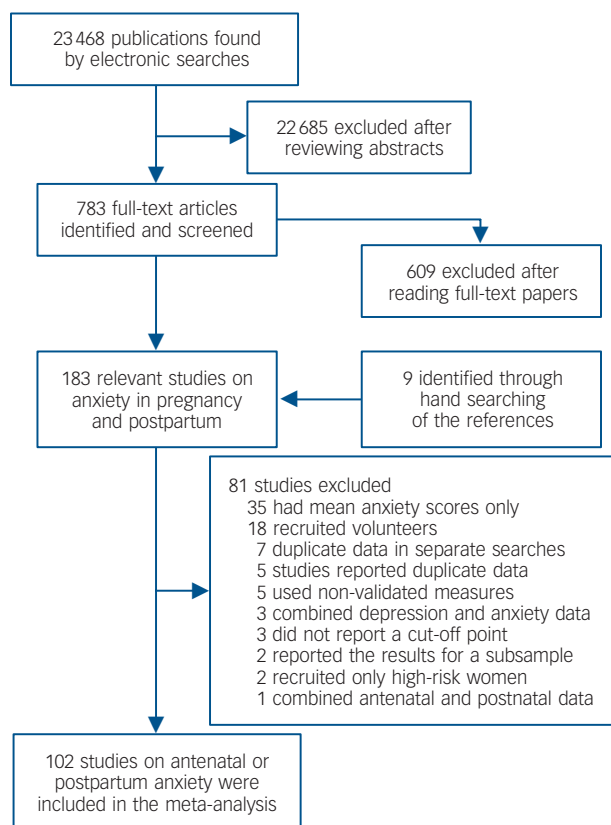 23 468 publications found
by electronic searches
22 685 excluded after
reviewing abstracts
783 full-text articles
identified and screened
609 excluded after
reading full-text papers
183 relevant studies on
anxiety in pregnancy
and postpartum
9 identified through
hand searching
of the references
81 studies excluded
35 had mean anxiety scores only
18 recruited volunteers
7 duplicate data in separate searches
5 studies reported duplicate data
5 used non-validated measures
3 combined depression and anxiety data
3 did not report a cut-off point
2 reported the results for a subsample
2 recruited only high-risk women
1 combined antenatal and postnatal data
102 studies on antenatal or
postpartum anxiety were
included in the meta-analysis